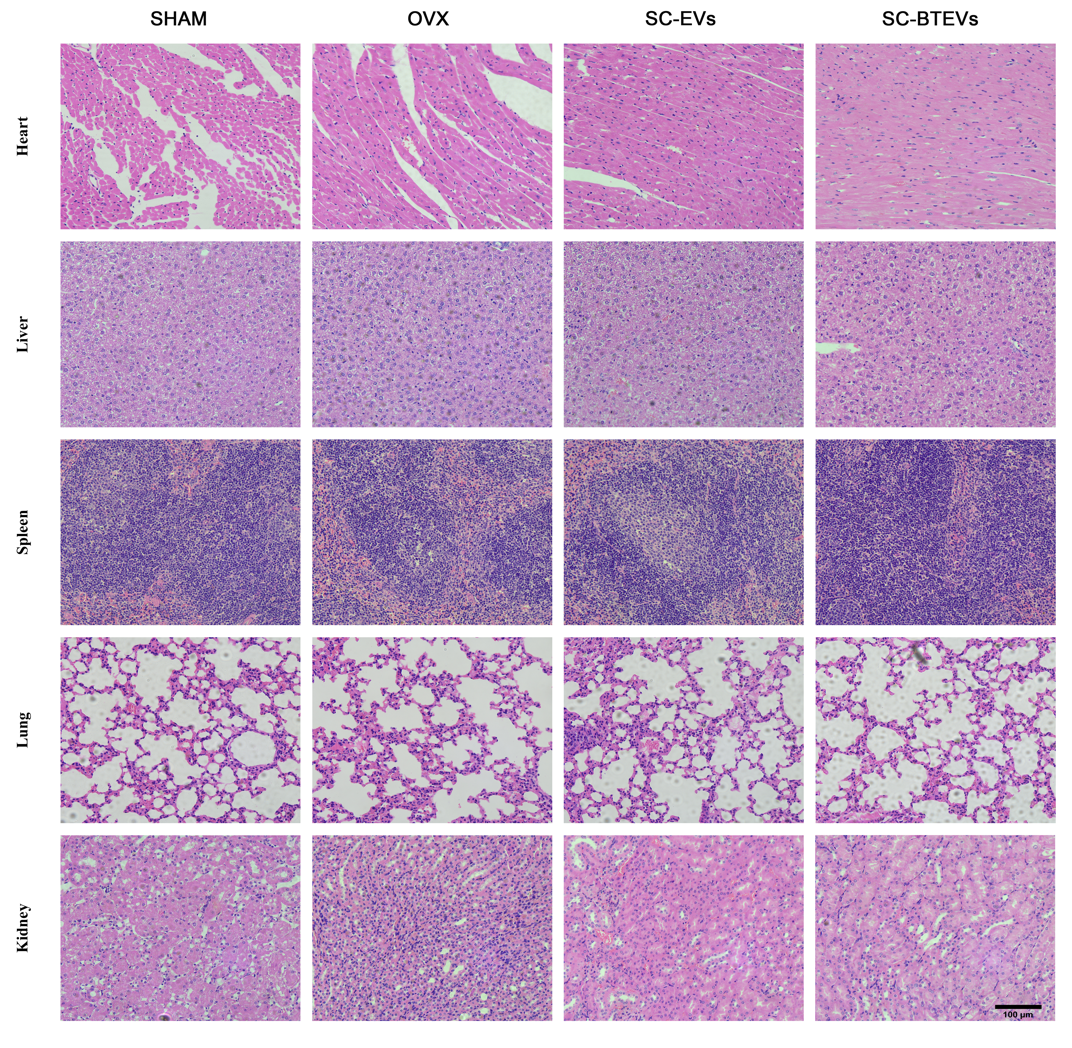 SHAM OVX SC-EVs SC-BTEVs
Heart
Liver
Spleen
Lung
Kidney
100 μm